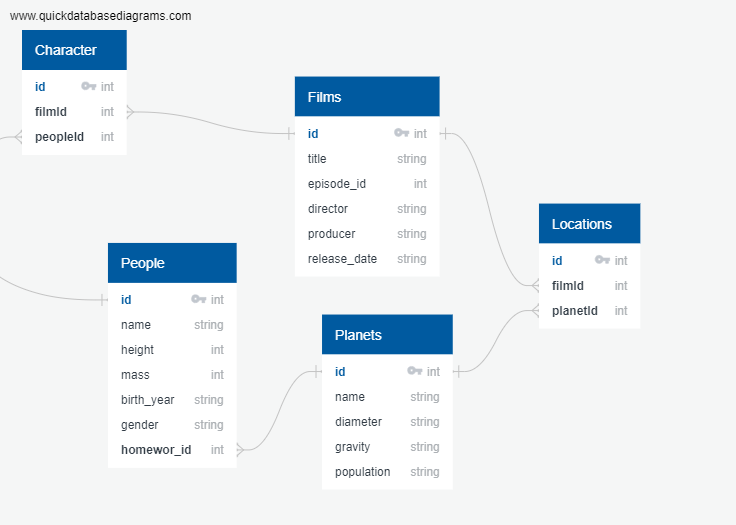 www.quickdatabasediagrams.com
Character
id int
filmId int
peopleId int
Films
id int
title string
episode_id int
director string
producer string
release_date string
Locations
id int
filmId int
planetId int
People
id int
name string
height int
mass int
birth_year string
gender string
homewor_id int
Planets
id int
name string
diameter string
gravity string
population string